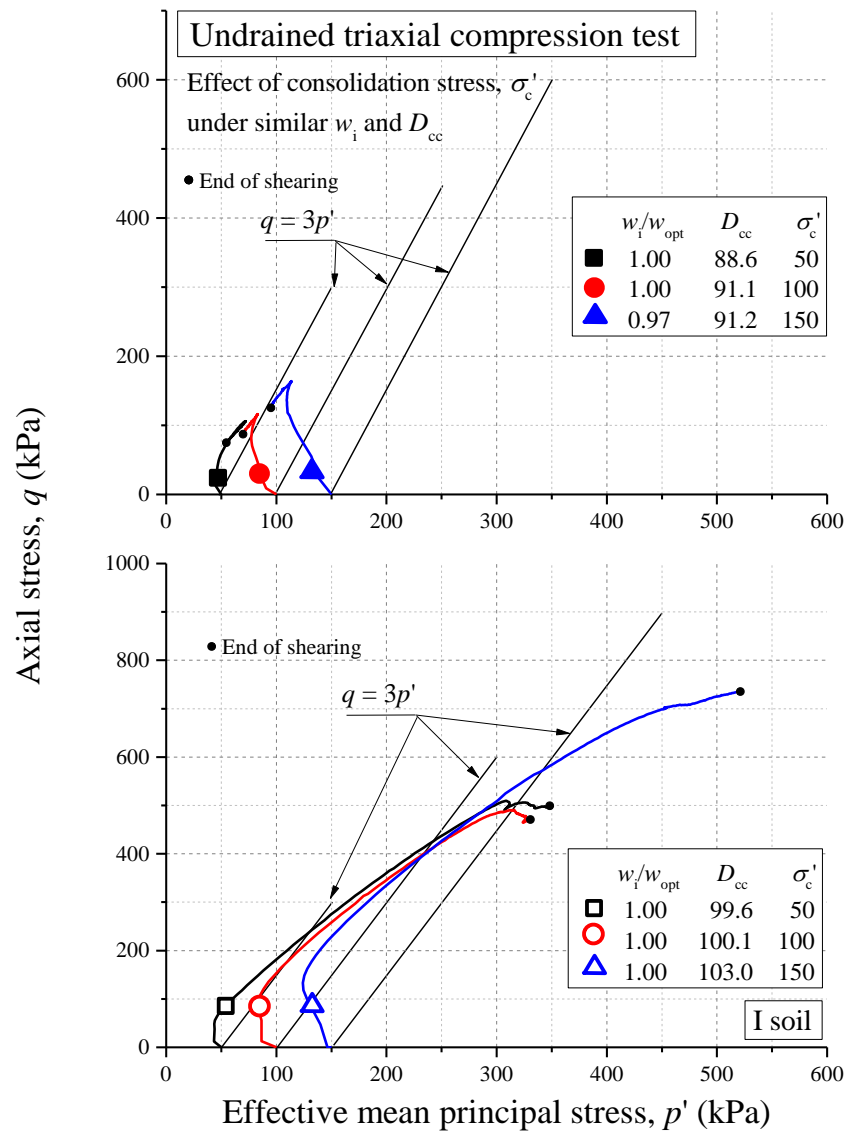 Undrained triaxial compression test
Effect of consolidation stress, σc'
under similar wi and Dcc
End of shearing
q = 3p'
wi/wopt Dcc σc'
1.00 88.6 50
1.00 91.1 100
0.97 91.2 150
600
400
200
0
0 100 200 300 400 500 600
Axial stress, q (kPa)
1000
800
600
400
200
0
End of shearing
q = 3p'
wi/wopt Dcc σc'
1.00 99.6 50
1.00 100.1 100
1.00 103.0 150
I soil
0 100 200 300 400 500 600
Effective mean principal stress, p' (kPa)